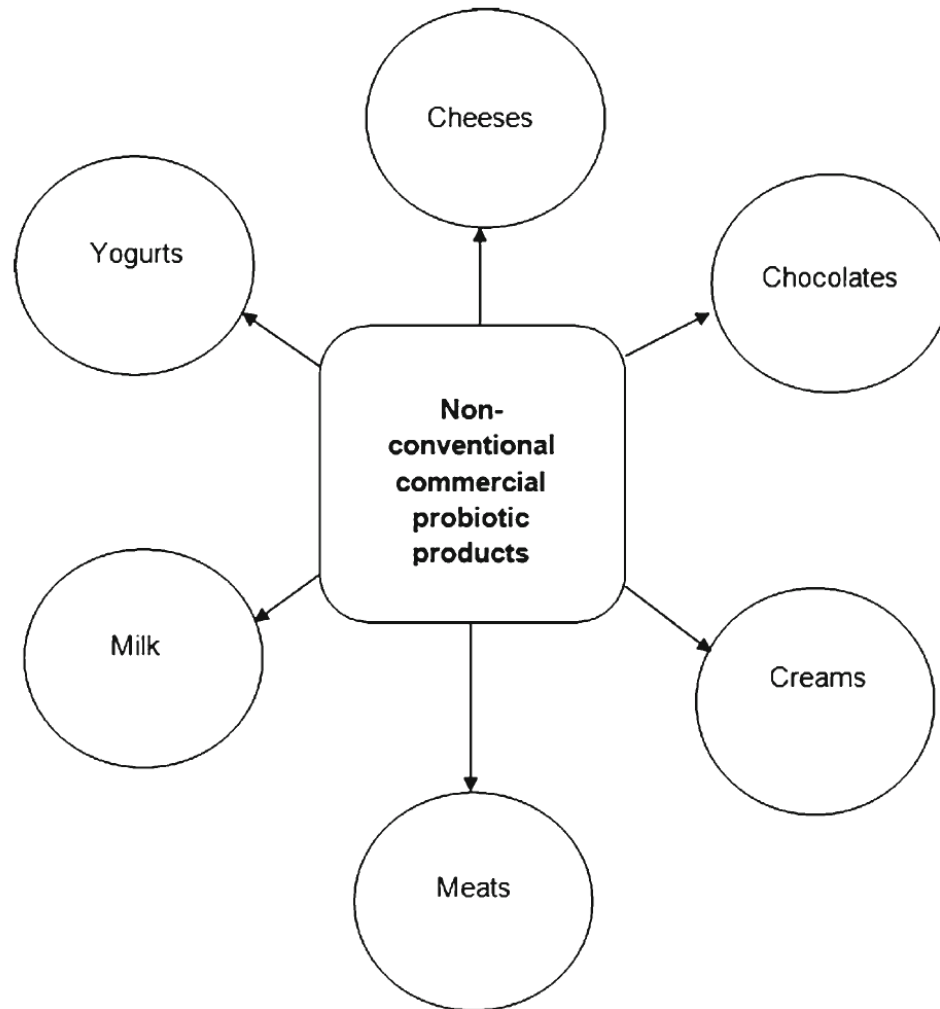 Cheeses
Yogurts
Chocolates
Non-
conventional
commercial
probiotic
products
Milk
Creams
Meats